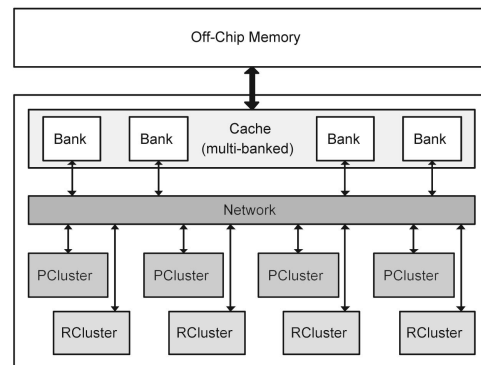 Off-Chip Memory
Bank Bank Cache Bank Bank
(multi-banked)
Network
PCluster PCluster PCluster PCluster
RCluster RCluster RCluster RCluster